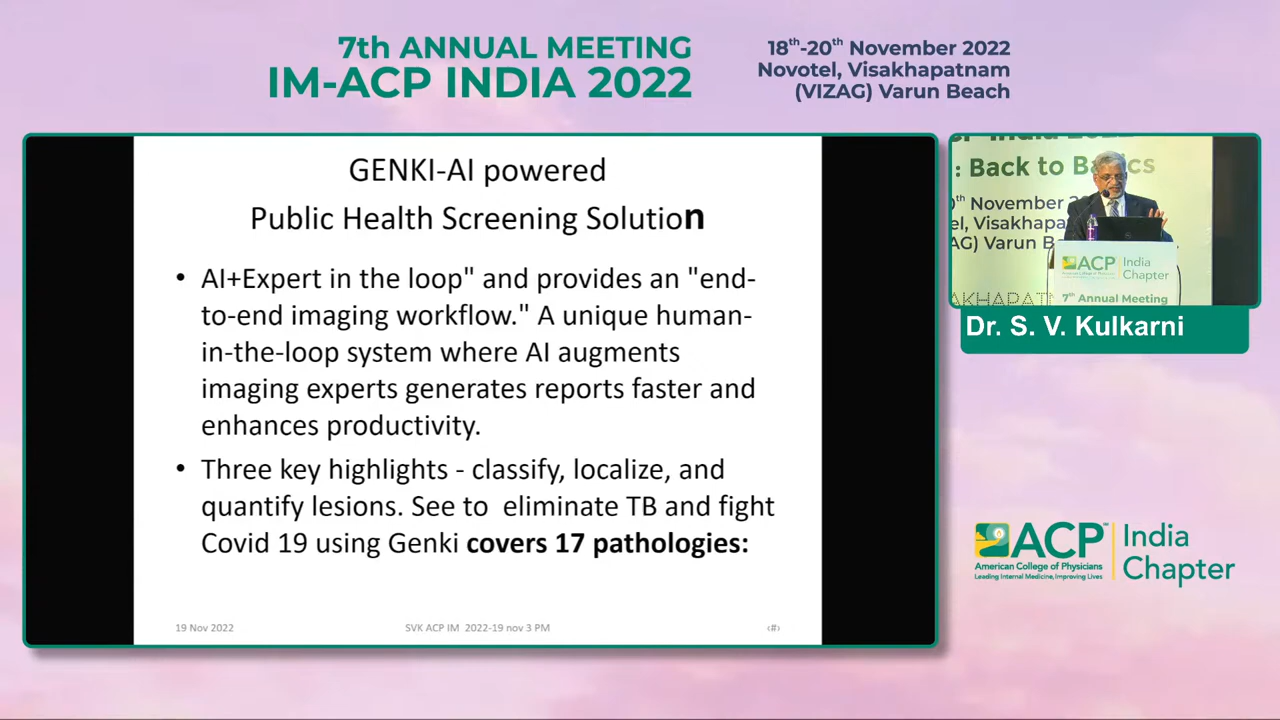 7th ANNUAL MEETING
IM-ACP INDIA 2022
18th-20th November 2022
Novotel, Visakhapatnam
(VIZAG) Varun Beach
GENKI-AI powered
Public Health Screening Solution
• AI+Expert in the loop" and provides an "end-
to-end imaging workflow." A unique human-
in-the-loop system where AI augments
imaging experts generates reports faster and
enhances productivity.
• Three key highlights - classify, localize, and
quantify lesions. See to eliminate TB and fight
Covid 19 using Genki covers 17 pathologies:
19 Nov 2022
SVK ACP IM 2022-19 nov 3 PM
‹#›
: Back to
November 2022
Varun
ACP
India
Chapter
7th Annual Meeting
Dr. S. V. Kulkarni
ACP™
American College of Physicians
Leading Internal Medicine, Improving Lives
India
Chapter